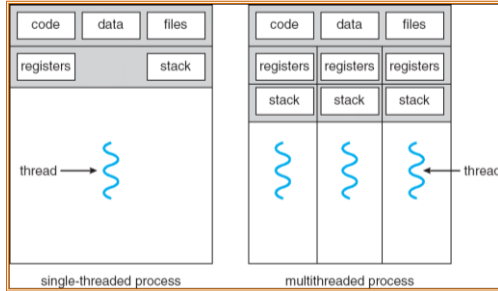 code data files code data files
registers stack registers registers registers
stack stack stack
thread thread
single-threaded process multithreaded process